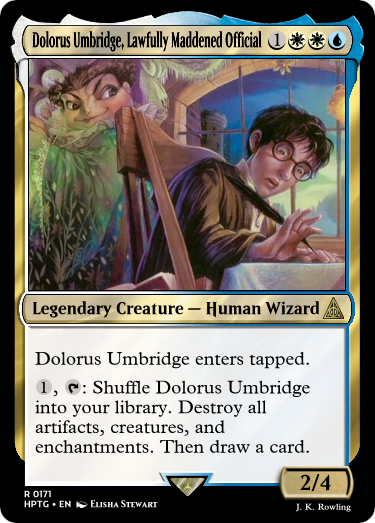 Dolorus Umbridge, Lawfully Maddened Official 1
Legendary Creature — Human Wizard
Dolorus Umbridge enters tapped.
1, : Shuffle Dolorus Umbridge
into your library. Destroy all
artifacts, creatures, and
enchantments. Then draw a card.
2/4
R 0171
HPTG • EN Elisha Stewart
J. K. Rowling